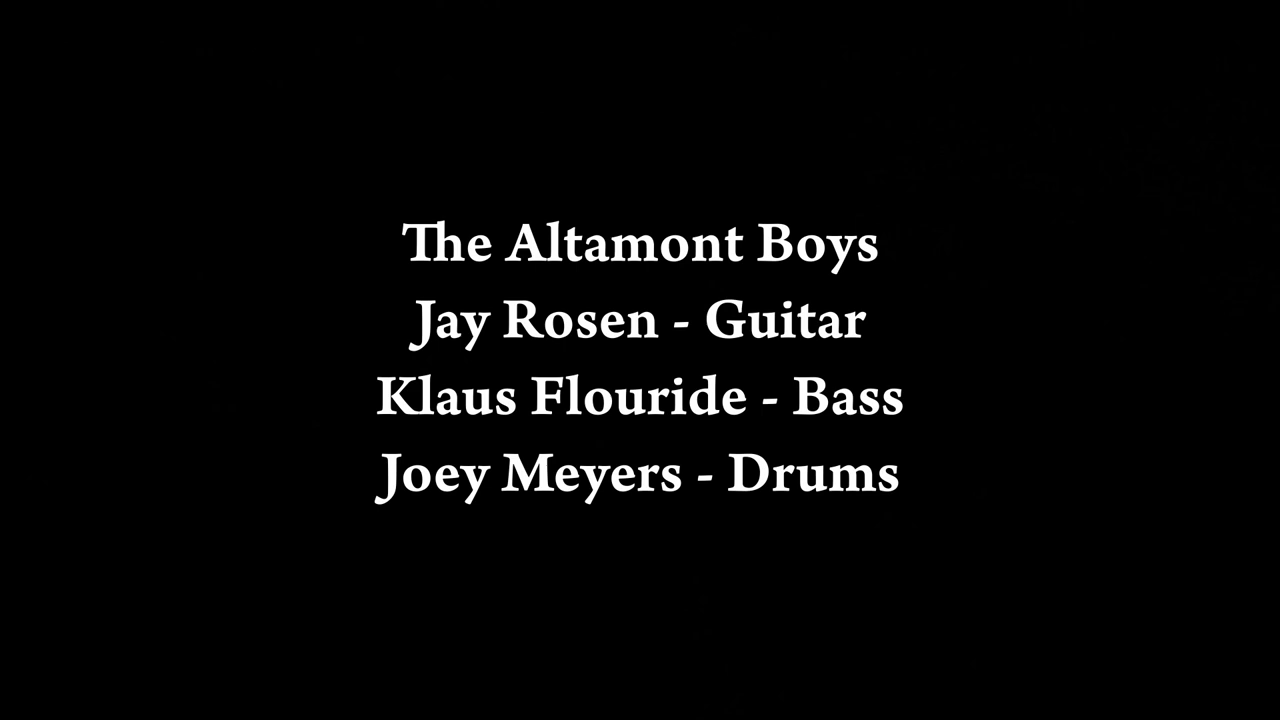 The Altamont Boys
Jay Rosen - Guitar
Klaus Flouride - Bass
Joey Meyers - Drums